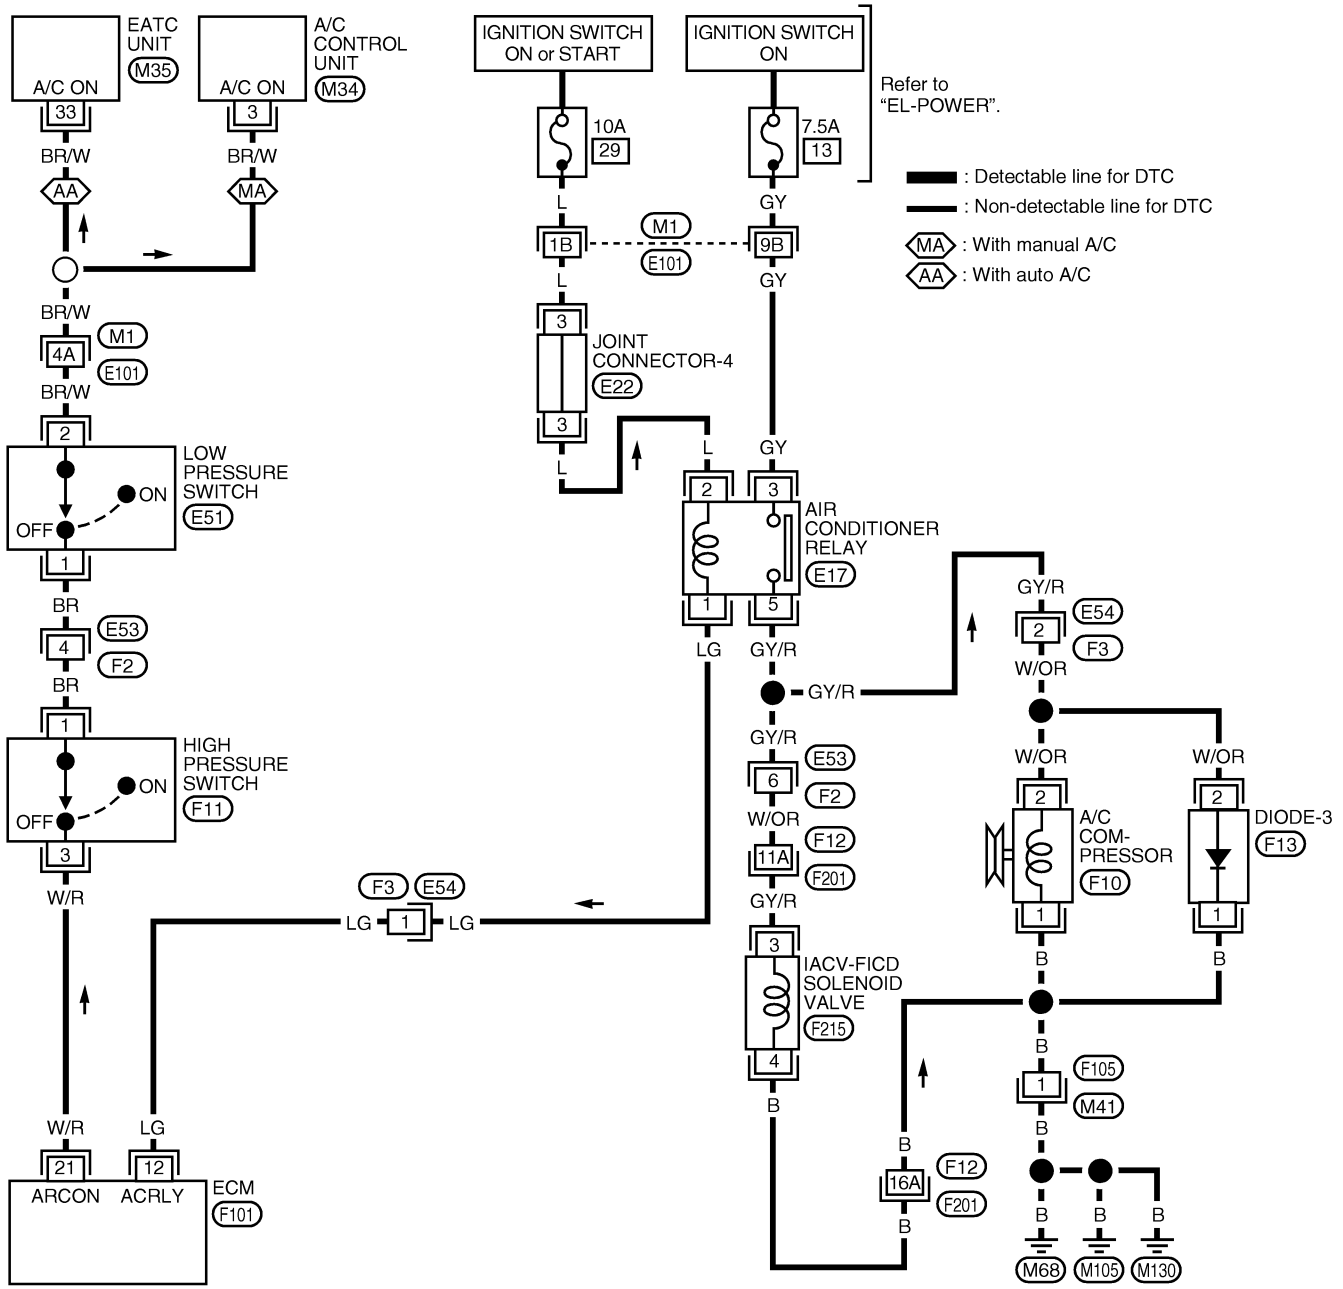 EATC
UNIT
M35
A/C ON
33
BR/W
AA
A/C
CONTROL
UNIT
M34
A/C ON
3
BR/W
MA
BR/W
4A
M1
E101
BR/W
2
LOW
PRESSURE
SWITCH
E51
ON
OFF
1
BR
4
E53
F2
BR
1
HIGH
PRESSURE
SWITCH
F11
ON
OFF
3
W/R
W/R
21
ARCON
LG
12
ACRLY
ECM
F101
IGNITION SWITCH
ON or START
10A
29
L
1B
L
3
JOINT
CONNECTOR-4
E22
3
L
IGNITION SWITCH
ON
7.5A
13
Refer to
“EL-POWER”.
GY
M1
E101
9B
GY
GY
L
2
3
AIR
CONDITIONER
RELAY
E17
1
5
LG
GY/R
GY/R
F3
E54
LG
1
LG
GY/R
6
E53
F2
W/OR
11A
F12
F201
GY/R
3
IACV-FICD
SOLENOID
VALVE
F215
4
B
B
16A
F12
F201
B
: Detectable line for DTC
: Non-detectable line for DTC
MA : With manual A/C
AA : With auto A/C
GY/R
2
E54
F3
W/OR
W/OR
W/OR
2
A/C
COM-
PRESSOR
F10
1
B
2
DIODE-3
F13
1
B
B
1
F105
M41
B
B
B
B
M68
M105
M130